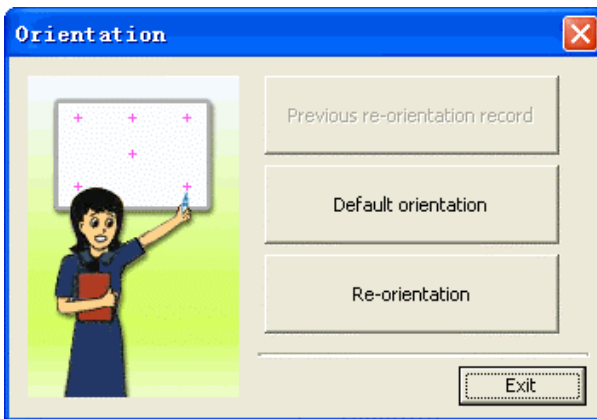 Orientation
Previous re-orientation record
Default orientation
Re-orientation
Exit